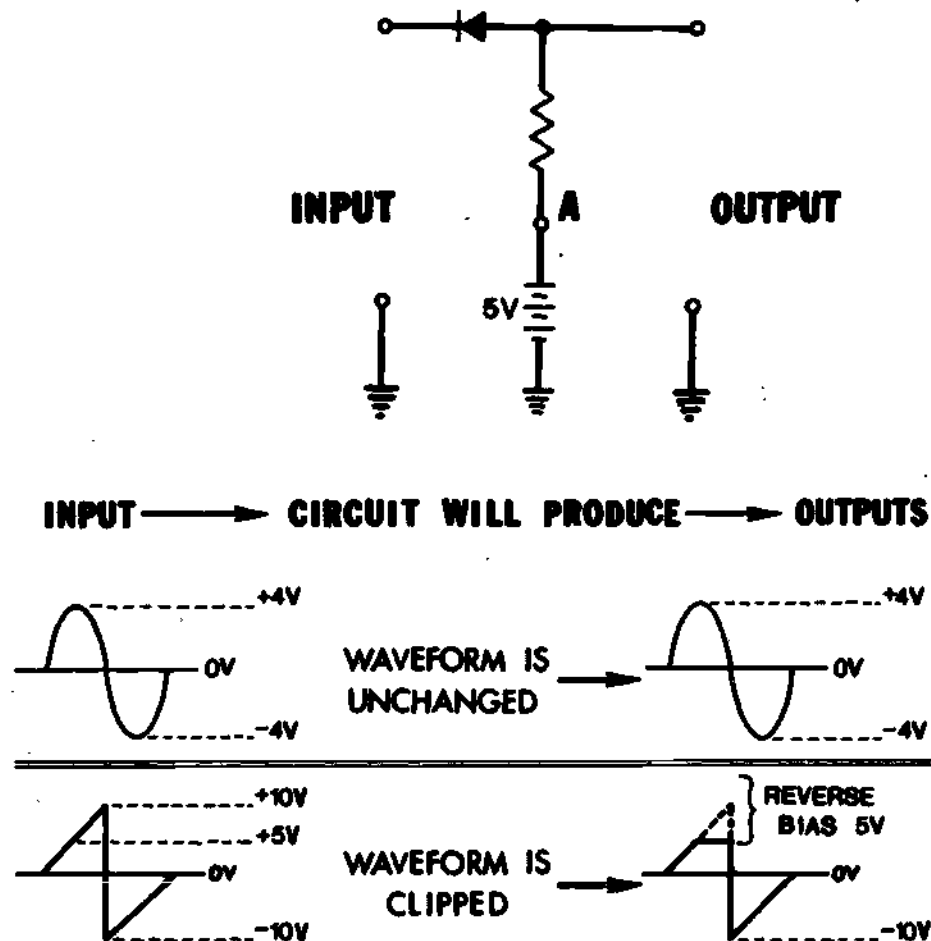 INPUT A OUTPUT
5V
INPUT CIRCUIT WILL PRODUCE OUTPUTS
+4V +4V
0V WAVEFORM IS 0V
UNCHANGED
-4V -4V
+10V REVERSE
+5V BIAS 5V
0V WAVEFORM IS 0V
CLIPPED
-10V -10V